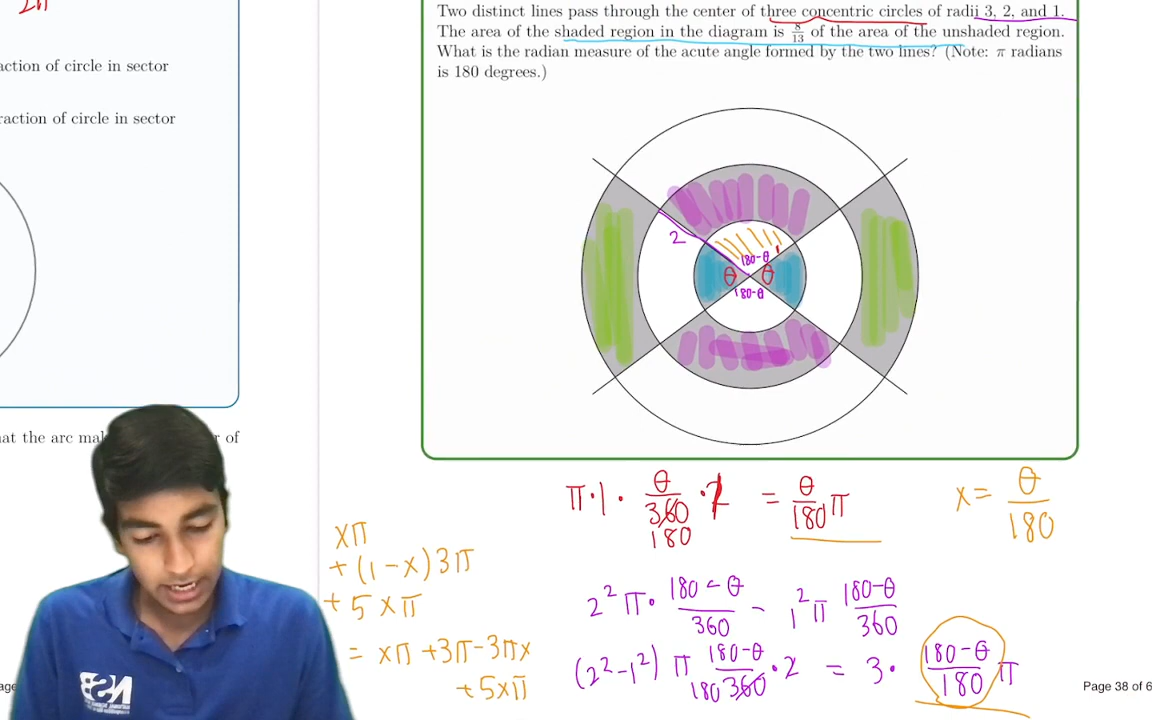 2π
action of circle in sector
raction of circle in sector
at the arc
r of
Two distinct lines pass through the center of three concentric circles of radii 3, 2, and 1.
The area of the shaded region in the diagram is 8/13 of the area of the unshaded region.
What is the radian measure of the acute angle formed by the two lines? (Note: π radians
is 180 degrees.)
2
180-θ
θ θ
180-θ
π·1· θ/360 ·2 = θ/180 π
180
x = θ/180
xπ
+ (1-x)3π
+ 5xπ
= xπ+3π-3πx
+5xπ
2²π· 180-θ/360 - 1²π 180-θ/360
(2²-1²) π 180-θ/360 ·2 = 3· 180-θ/180 π
180
Page 38 of 6